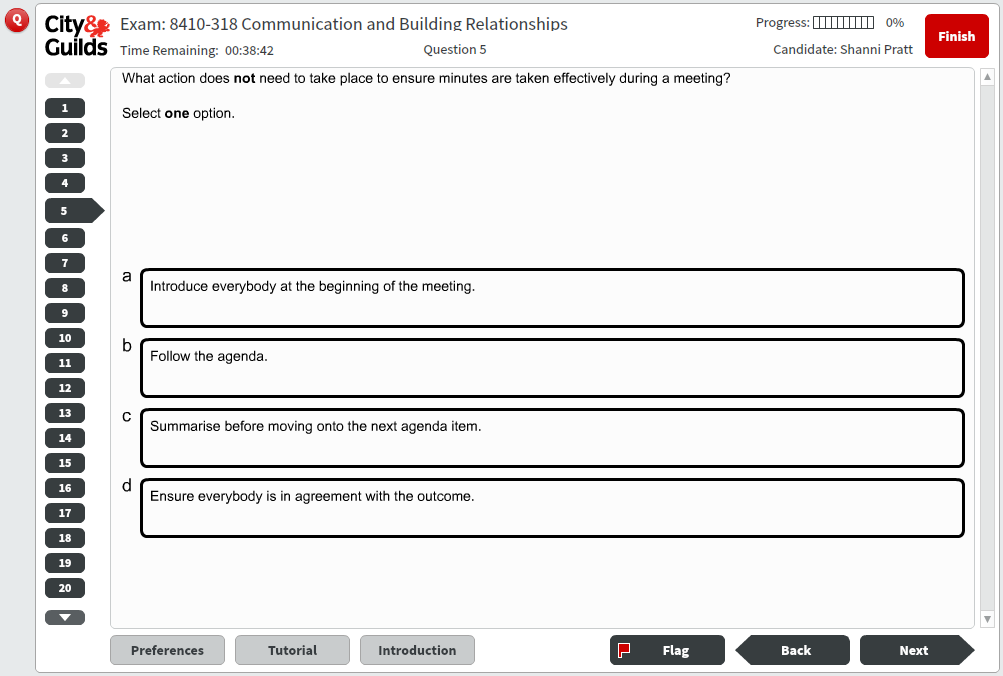 Q
City& Guilds
Exam: 8410-318 Communication and Building Relationships
Progress: 0%
Finish
Time Remaining: 00:38:42
Question 5
Candidate: Shanni Pratt
1
2
3
4
5
6
7
8
9
10
11
12
13
14
15
16
17
18
19
20
What action does not need to take place to ensure minutes are taken effectively during a meeting?
Select one option.
a Introduce everybody at the beginning of the meeting.
b Follow the agenda.
c Summarise before moving onto the next agenda item.
d Ensure everybody is in agreement with the outcome.
Preferences
Tutorial
Introduction
Flag
Back
Next